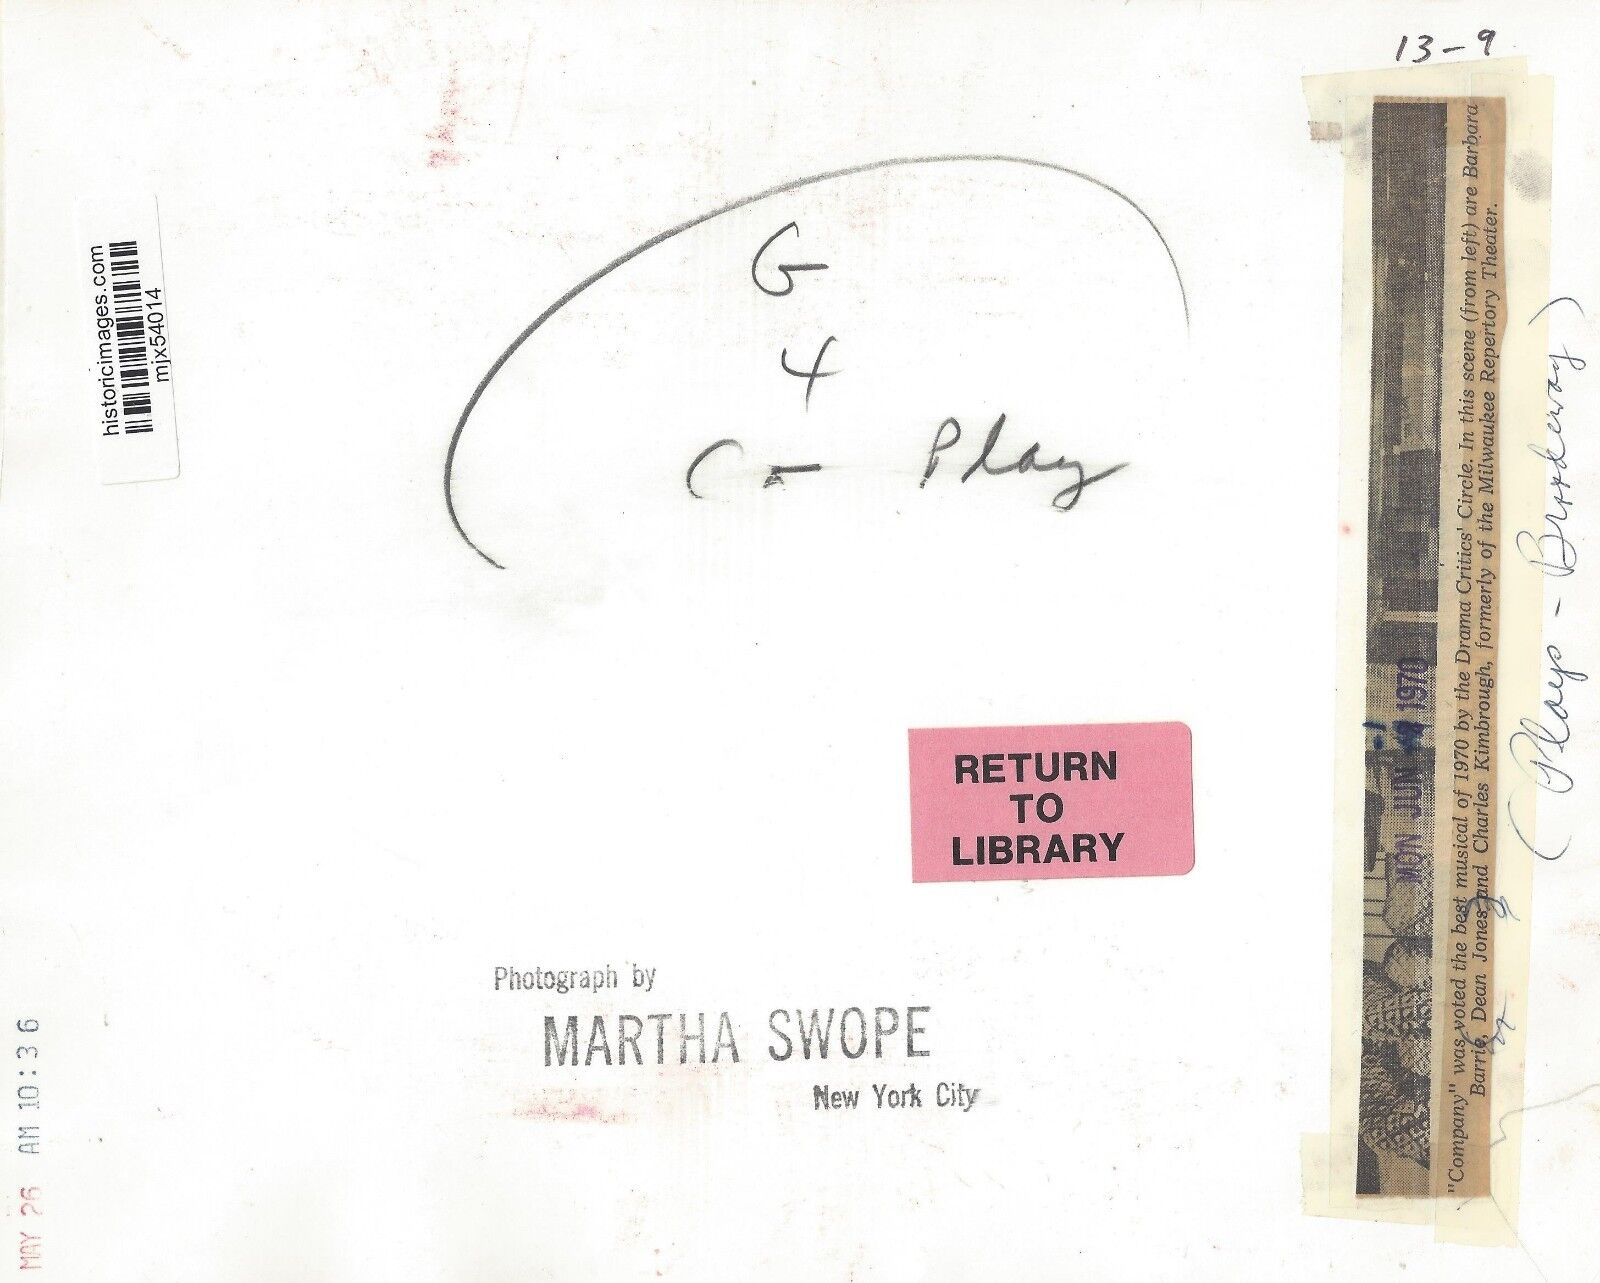 13-9
historicimages.com
mjx54014
G
4
Play
"Company" was voted the best musical of 1970 by the Drama Critics' Circle. In this scene (from left) are Barbara
Barrie, Dean Jones and Charles Kimbrough, formerly of the Milwaukee Repertory Theater.
MON JUN 1970
(Plays - Broadway)
RETURN
TO
LIBRARY
Photograph by
MARTHA SWOPE
New York City
MAY 26 AM 10:36